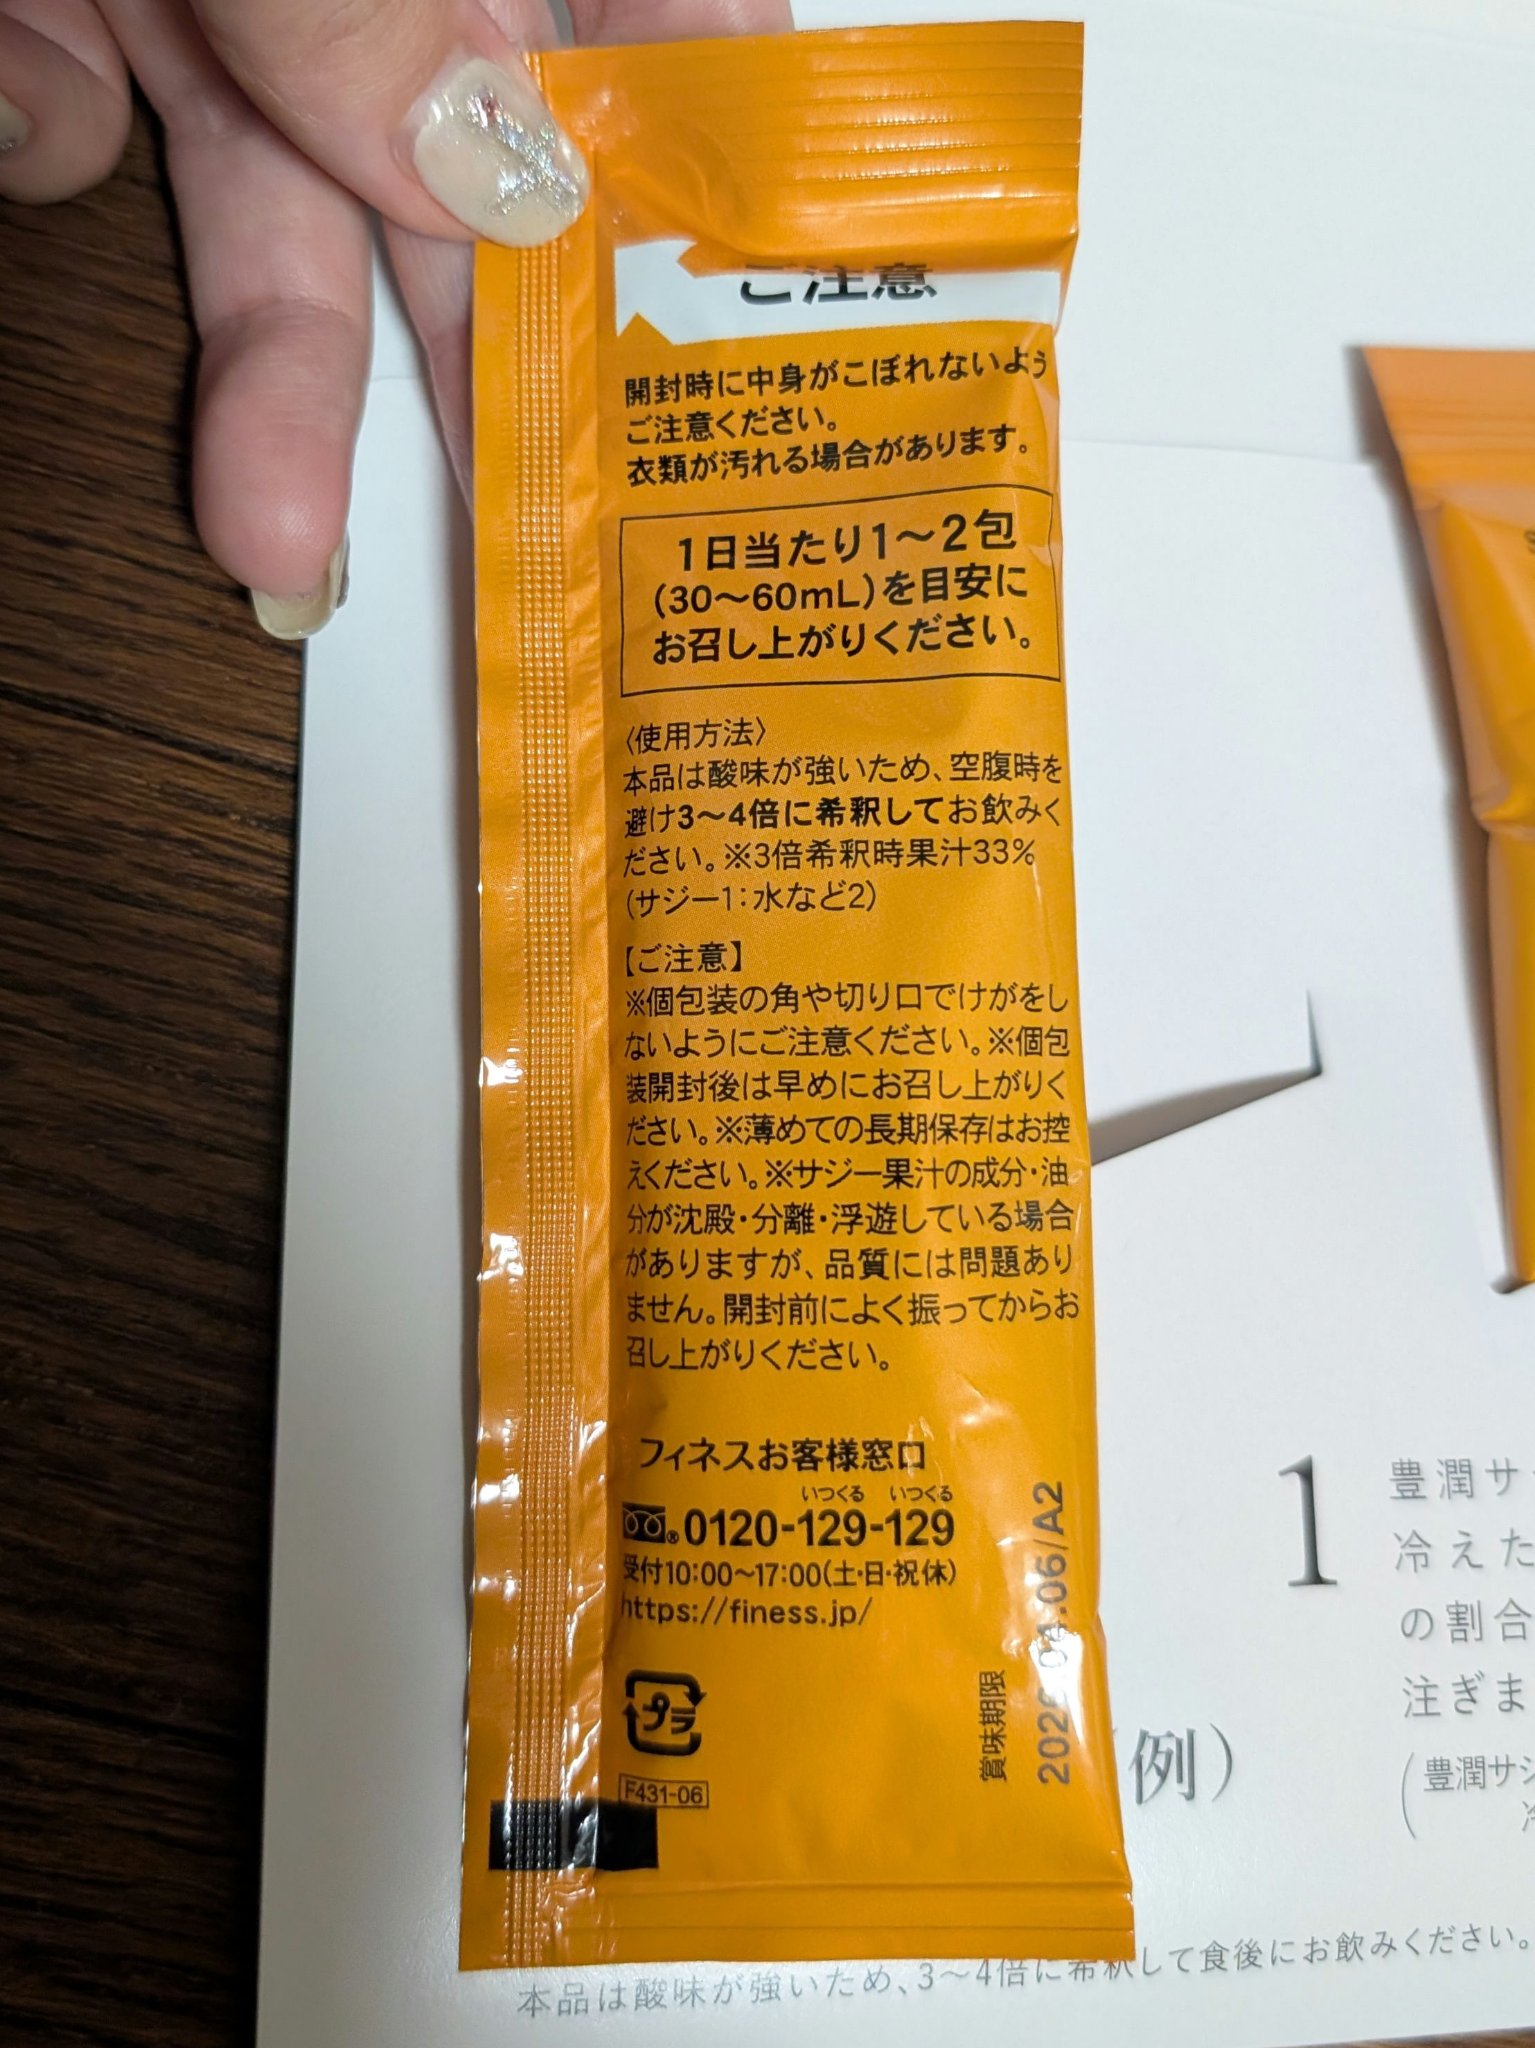 ご注意
開封時に中身がこぼれないよう
ご注意ください。
衣類が汚れる場合があります。
1日当たり1～2包
(30～60mL)を目安に
お召し上がりください。
〈使用方法〉
本品は酸味が強いため、空腹時を
避け3～4倍に希釈してお飲みく
ださい。※3倍希釈時果汁33%
(サジー1:水など2)
【ご注意】
※個包装の角や切り口でけがをし
ないようにご注意ください。※個包
装開封後は早めにお召し上がりく
ださい。※薄めての長期保存はお控
えください。※サジー果汁の成分・油
分が沈殿・分離・浮遊している場合
がありますが、品質には問題あり
ません。開封前によく振ってからお
召し上がりください。
フィネスお客様窓口
いつくる いつくる
0120-129-129
受付10:00～17:00(土・日・祝休)
https://finess.jp/
プラ
F431-06
賞味期限
06/A2
1
豊潤サ
冷えた
の割合
注ぎま
例)
(豊潤サジ
本品は酸味が強いため、3～4倍に希釈して食後にお飲みください。